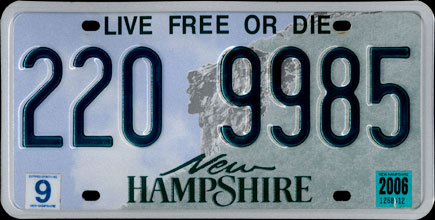 LIVE FREE OR DIE
220 9985
New
HAMPSHIRE
9
2006